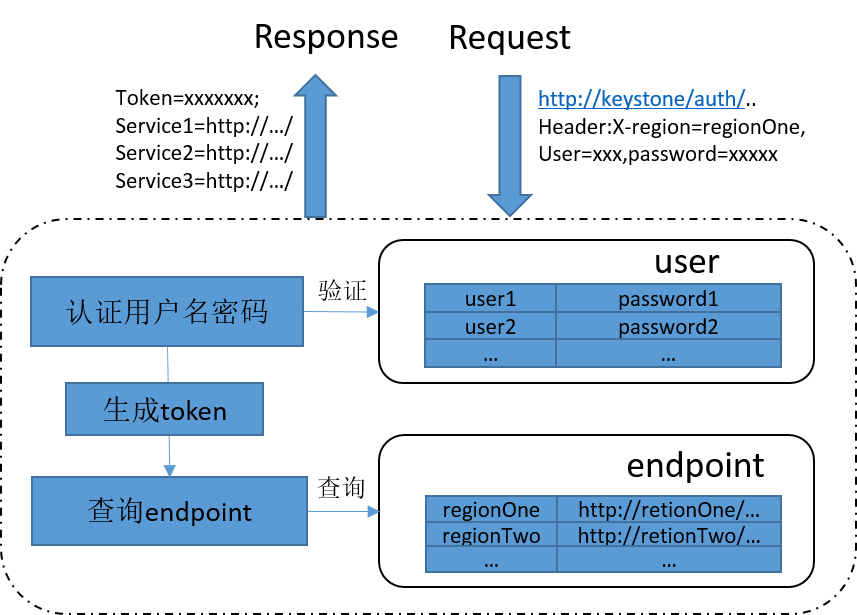 Response
Request
Token=xxxxxxx;
Service1=http://.../
Service2=http://.../
Service3=http://.../
http://keystone/auth/..
Header:X-region=regionOne,
User=xxx,password=xxxxx
认证用户名密码
验证
user
user1 password1
user2 password2
... ...
生成token
查询endpoint
查询
endpoint
regionOne http://retionOne/...
regionTwo http://retionTwo/...
... ...